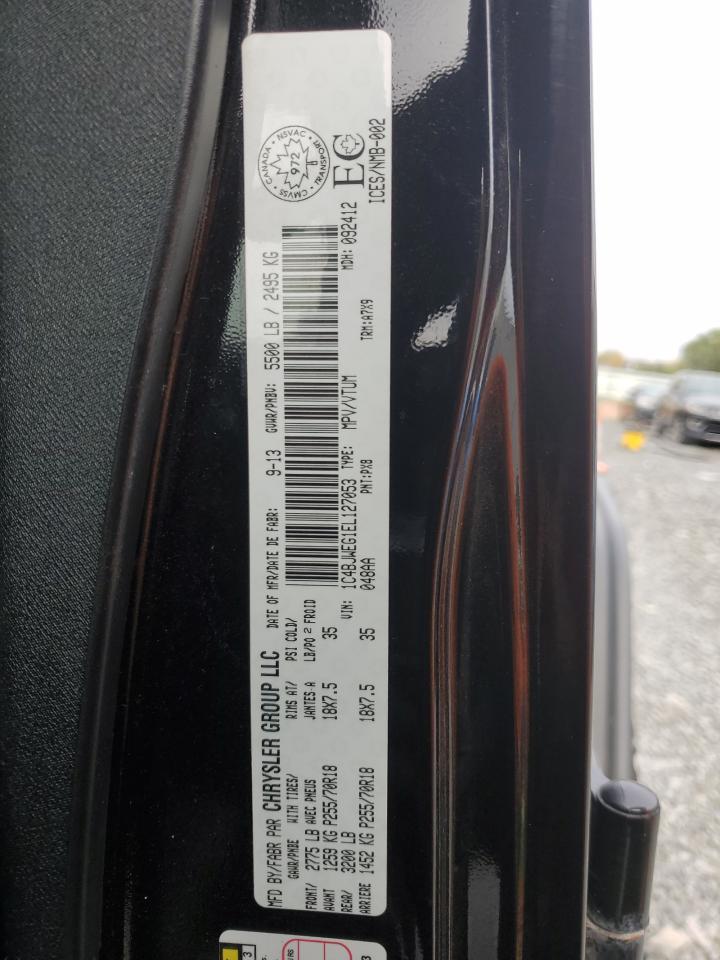 MFD BY/FABR PAR CHRYSLER GROUP LLC DATE OF MFR/DATE DE FABR: 9-13 GVWR/PNBV: 5500 LB / 2495 KG
GAWR/PNBE WITH TIRES/ RIMS AT/ PSI COLD/
FRONT/ 2775 LB AVEC PNEUS JANTES-A LB/PO 2 FROID
AVANT 1259 KG P255/70R18 18X7.5 35
REAR/ 3200 LB
ARRIERE 1452 KG P255/70R18 18X7.5 35
VIN: 1C4BJWEG1EL127053 TYPE: MPV/VTUM MDH: 092412
048AA PNT:PX8 TRM:A7X9
CANADA · NSVAC · TRANSPORT · CMVSS ·
972
EC
ICES/NMB-002
3